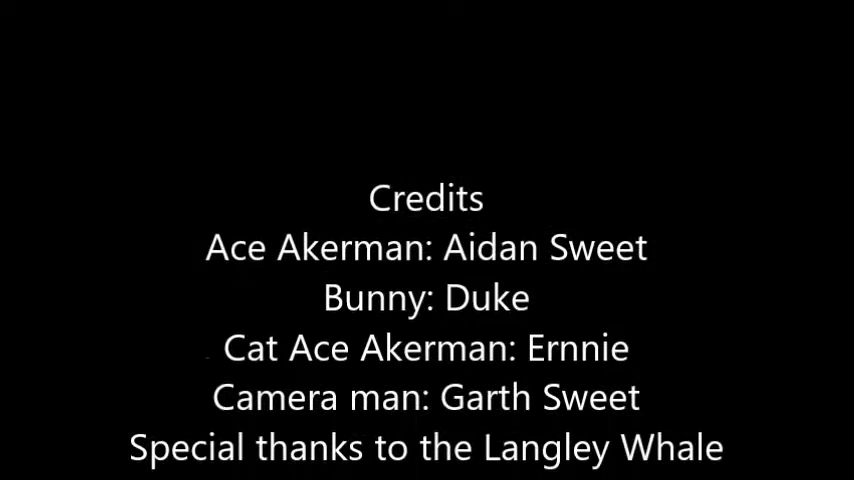 Credits
Ace Akerman: Aidan Sweet
Bunny: Duke
Cat Ace Akerman: Ernnie
Camera man: Garth Sweet
Special thanks to the Langley Whale